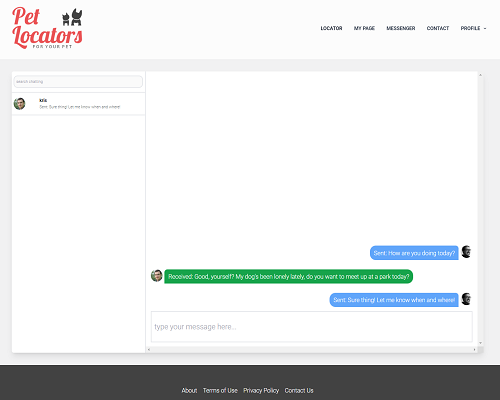 Pet
Locators
FOR YOUR PET
LOCATOR MY PAGE MESSENGER CONTACT PROFILE
search chatting
kris
Sent: Sure thing! Let me know when and where!
Sent: How are you doing today?
Received: Good, yourself? My dog's been lonely lately, do you want to meet up at a park today?
Sent: Sure thing! Let me know when and where!
type your message here...
About Terms of Use Privacy Policy Contact Us